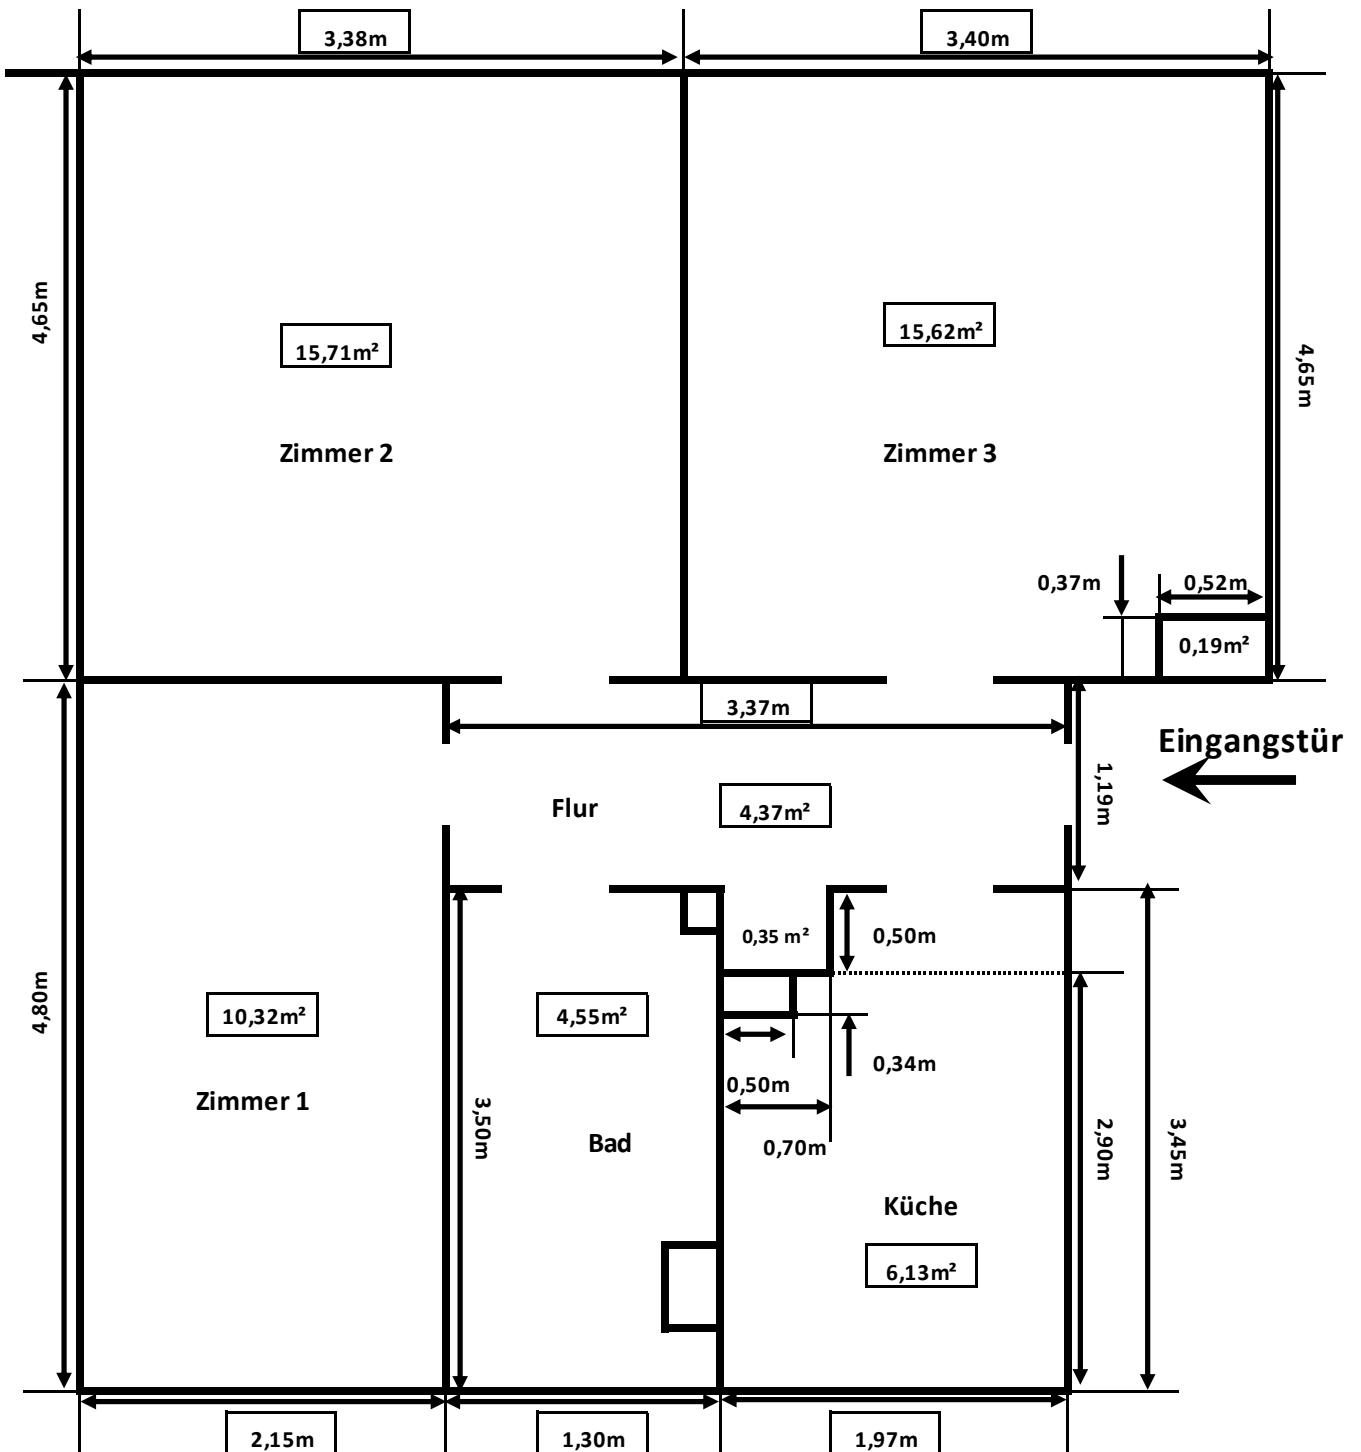 3,38m
3,40m
4,65m
15,71m²
15,62m²
4,65m
Zimmer 2
Zimmer 3
0,37m
0,52m
0,19m²
3,37m
Eingangstür
1,19m
Flur
4,37m²
0,35 m²
0,50m
4,80m
10,32m²
4,55m²
0,34m
0,50m
Zimmer 1
3,50m
Bad
0,70m
2,90m
3,45m
Küche
6,13m²
2,15m
1,30m
1,97m